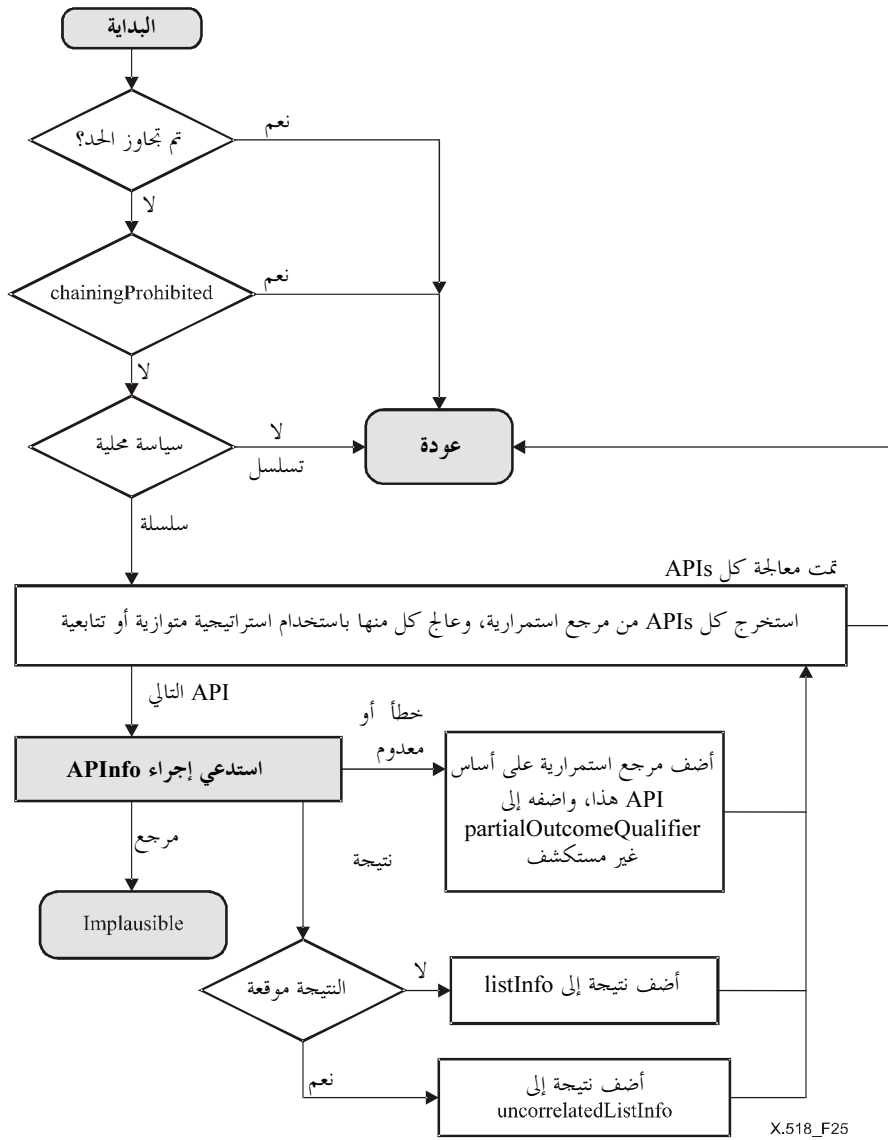 البداية
تم تجاوز الحد؟
نعم
لا
chainingProhibited
نعم
لا
سياسة محلية
لا
تسلسل
عودة
سلسلة
تمت معالجة كل APIs
استخرج كل APIs من مرجع استمرارية، وعالج كل منها باستخدام استراتيجية متوازية أو تتابعية
API التالي
خطأ أو
معدوم
استدعي إجراء APInfo
أضف مرجع استمرارية على أساس
API هذا، واضفه إلى
partialOutcomeQualifier
غير مستكشف
مرجع
نتيجة
Implausible
النتيجة موقعة
لا
أضف نتيجة إلى listInfo
نعم
أضف نتيجة إلى
uncorrelatedListInfo
X.518_F25